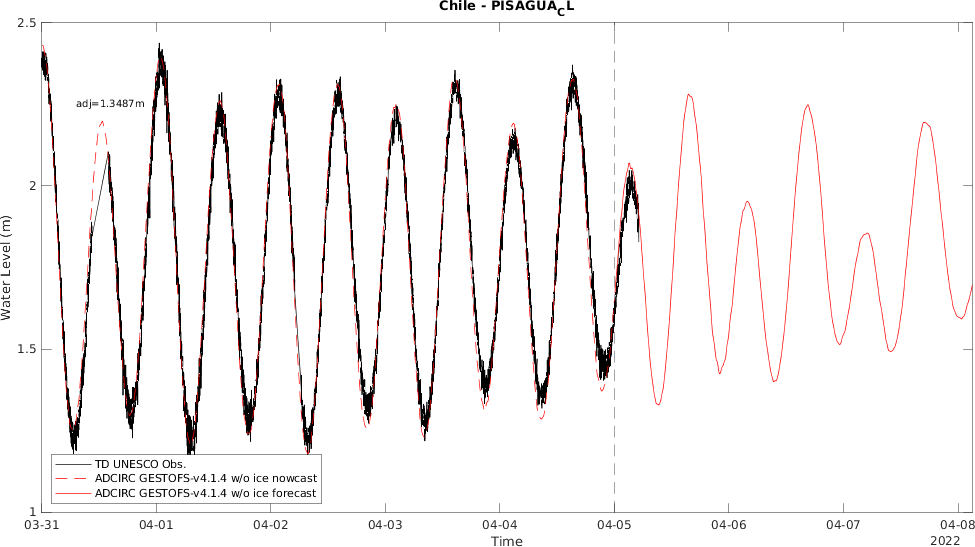 Chile - PISAGUA_CL
2.5
adj=1.3487m
2
Water Level (m)
1.5
TD UNESCO Obs.
ADCIRC GESTOFS-v4.1.4 w/o ice nowcast
ADCIRC GESTOFS-v4.1.4 w/o ice forecast
1
03-31 04-01 04-02 04-03 04-04 04-05 04-06 04-07 04-08
Time 2022